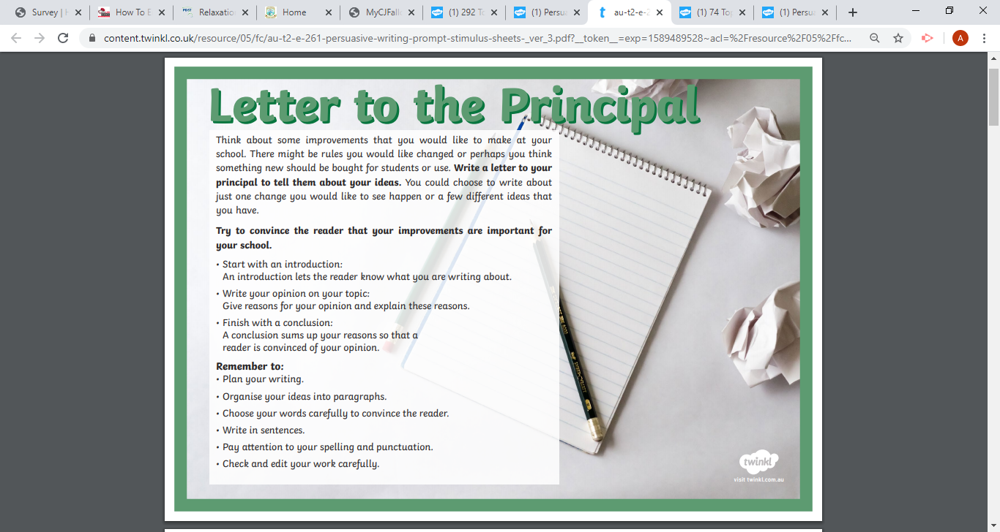 Survey | H
How To E
Relaxatio
Home
MyCJFall
(1) 292 To
(1) Persua
au-t2-e-2
(1) 74 Top
(1) Persua
content.twinkl.co.uk/resource/05/fc/au-t2-e-261-persuasive-writing-prompt-stimulus-sheets-_ver_3.pdf?__token__=exp=1589489528~acl=%2Fresource%2F05%2Ffc...
A
Letter to the Principal
Think about some improvements that you would like to make at your
school. There might be rules you would like changed or perhaps you think
something new should be bought for students or use. Write a letter to your
principal to tell them about your ideas. You could choose to write about
just one change you would like to see happen or a few different ideas that
you have.
Try to convince the reader that your improvements are important for
your school.
• Start with an introduction:
An introduction lets the reader know what you are writing about.
• Write your opinion on your topic:
Give reasons for your opinion and explain these reasons.
• Finish with a conclusion:
A conclusion sums up your reasons so that a
reader is convinced of your opinion.
Remember to:
• Plan your writing.
• Organise your ideas into paragraphs.
• Choose your words carefully to convince the reader.
• Write in sentences.
• Pay attention to your spelling and punctuation.
• Check and edit your work carefully.
twinkl
visit twinkl.com.au